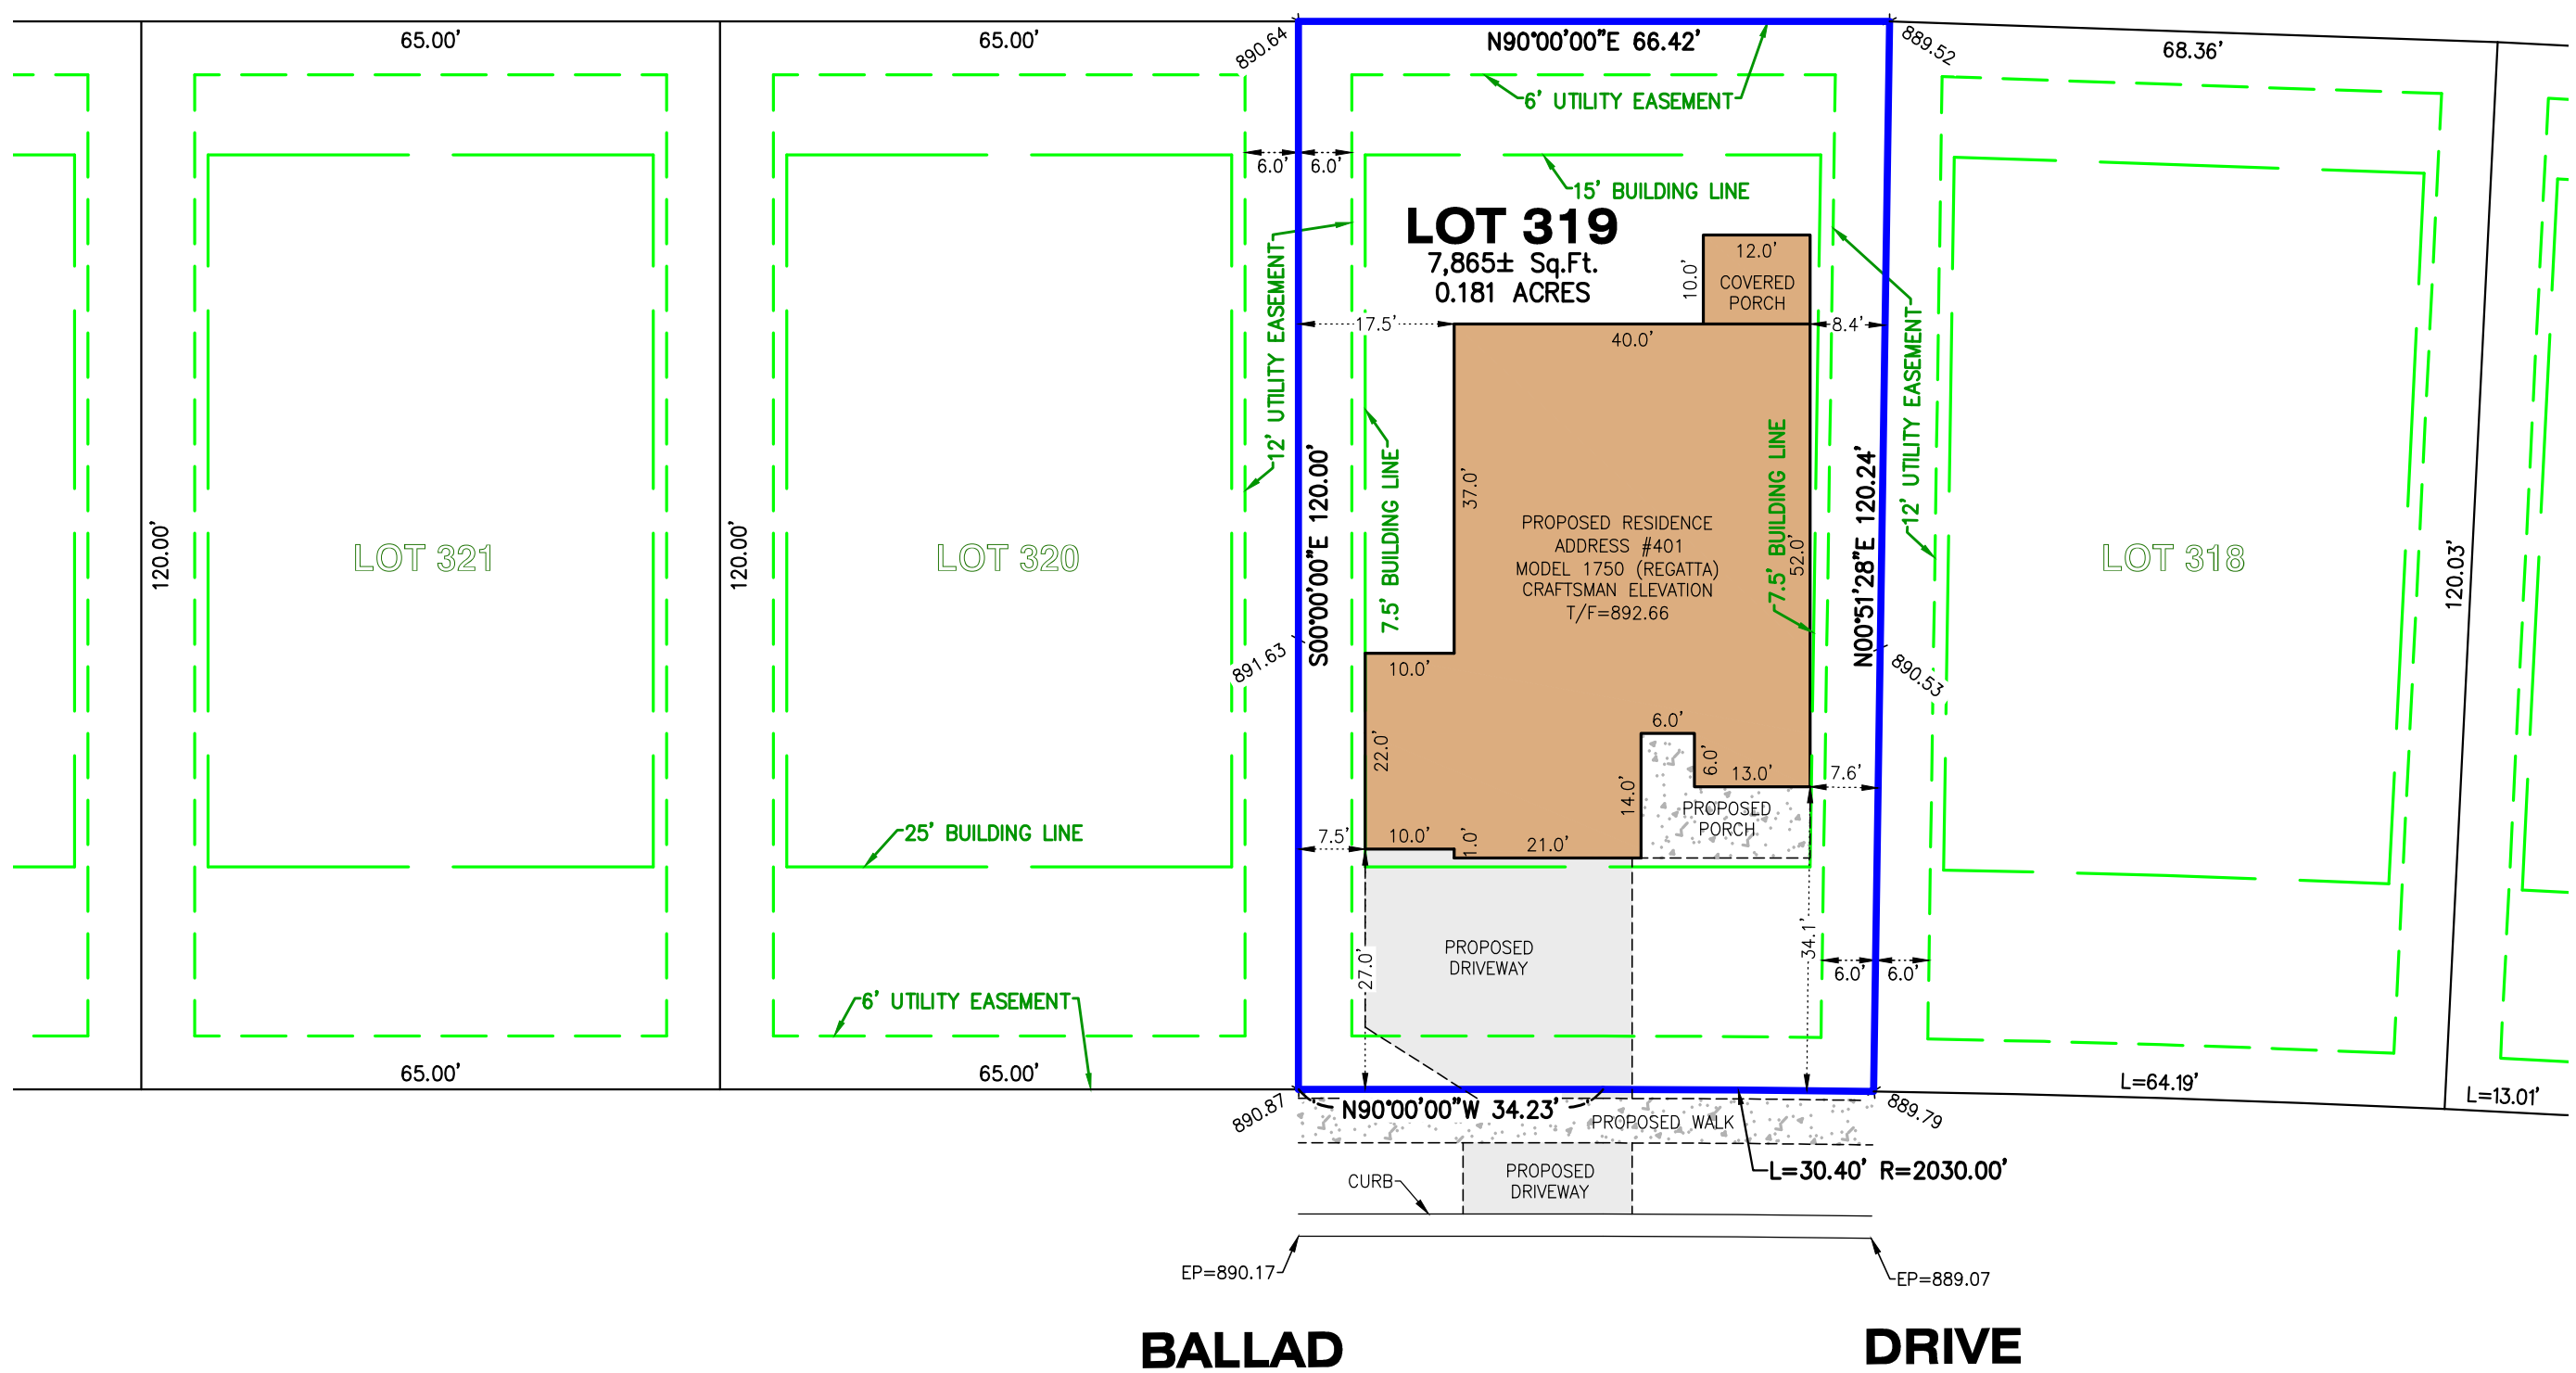 65.00'
65.00'
890.64
N90°00'00"E 66.42'
889.52
68.36'
6' UTILITY EASEMENT
6.0'
6.0'
15' BUILDING LINE
LOT 319
7,865± Sq.Ft.
0.181 ACRES
12.0'
10.0'
COVERED
PORCH
12' UTILITY EASEMENT
17.5'
40.0'
8.4'
12' UTILITY EASEMENT
7.5' BUILDING LINE
S00°00'00"E 120.00'
37.0'
7.5' BUILDING LINE
52.0'
N00°51'28"E 120.24'
PROPOSED RESIDENCE
ADDRESS #401
MODEL 1750 (REGATTA)
CRAFTSMAN ELEVATION
T/F=892.66
120.00'
LOT 321
120.00'
LOT 320
LOT 318
120.03'
891.63
890.53
10.0'
22.0'
6.0'
6.0'
13.0'
7.6'
14.0'
PROPOSED
PORCH
25' BUILDING LINE
7.5'
10.0'
1.0'
21.0'
27.0'
PROPOSED
DRIVEWAY
34.1'
6.0'
6.0'
6' UTILITY EASEMENT
65.00'
65.00'
L=64.19'
L=13.01'
890.87
N90°00'00"W 34.23'
PROPOSED WALK
889.79
CURB
PROPOSED
DRIVEWAY
L=30.40' R=2030.00'
EP=890.17
EP=889.07
BALLAD DRIVE